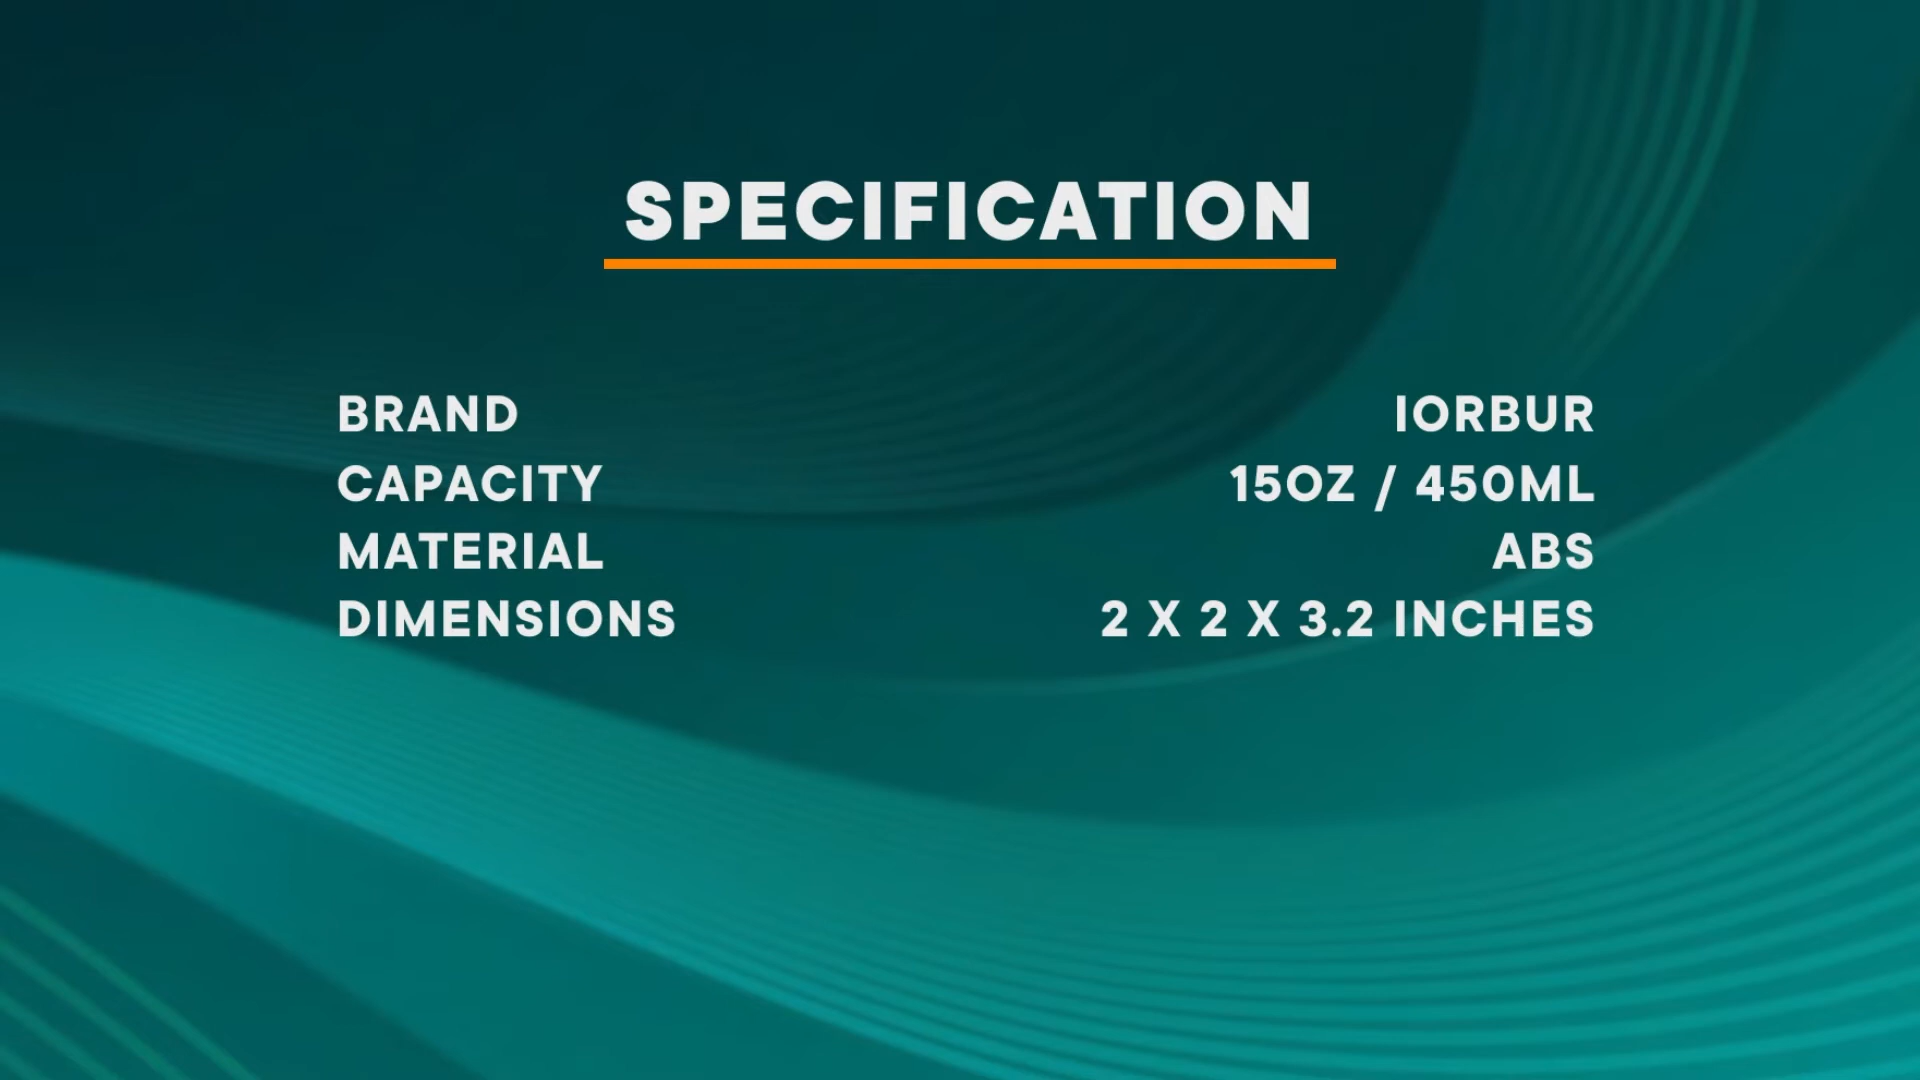 SPECIFICATION
BRAND IORBUR
CAPACITY 15OZ / 450ML
MATERIAL ABS
DIMENSIONS 2 X 2 X 3.2 INCHES